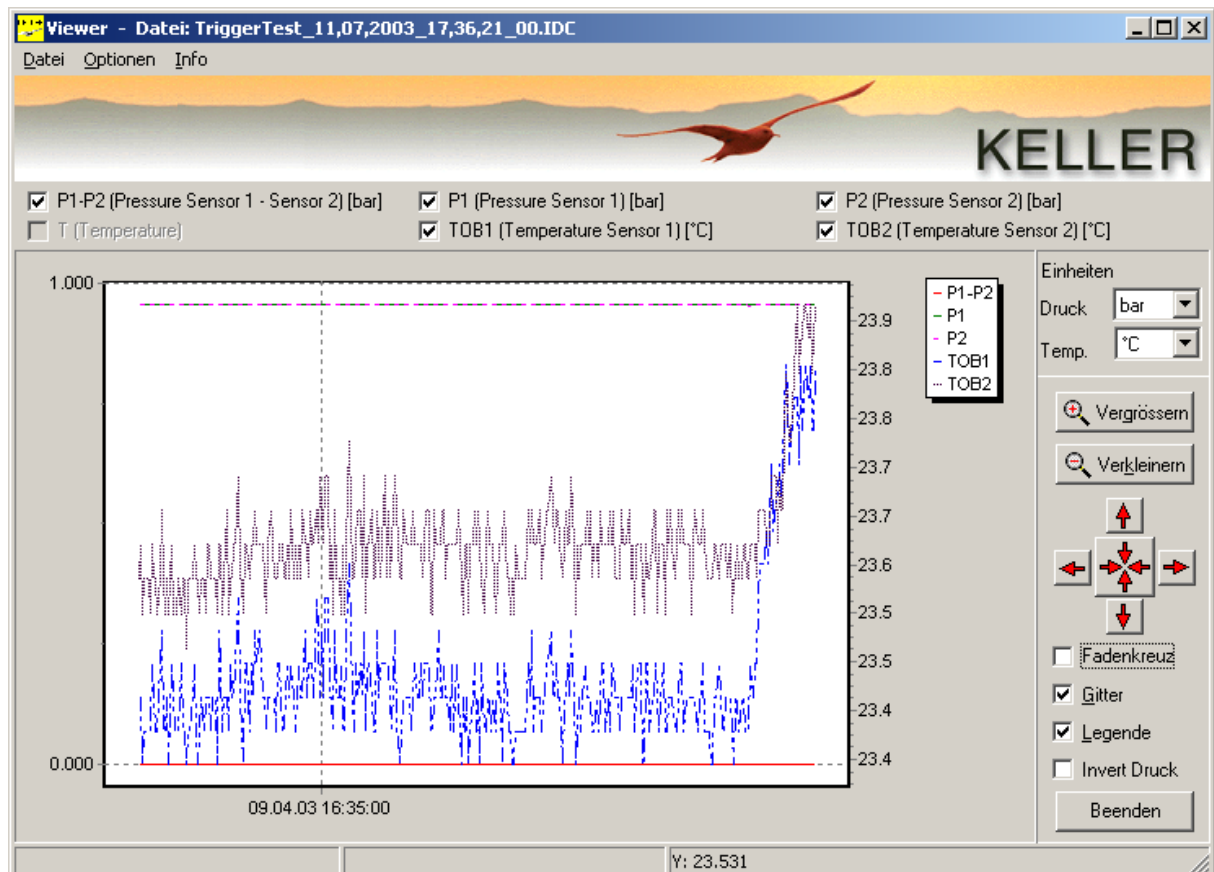 Viewer - Datei: TriggerTest_11,07,2003_17,36,21_00.IDC
Datei Optionen Info
KELLER
P1-P2 (Pressure Sensor 1 - Sensor 2) [bar] P1 (Pressure Sensor 1) [bar] P2 (Pressure Sensor 2) [bar]
T (Temperature) TOB1 (Temperature Sensor 1) [°C] TOB2 (Temperature Sensor 2) [°C]
1.000
0.000
09.04.03 16:35:00
23.9
23.8
23.8
23.7
23.7
23.6
23.5
23.5
23.4
23.4
P1-P2
P1
P2
TOB1
TOB2
Einheiten
Druck bar
Temp. °C
Vergrössern
Verkleinern
Fadenkreuz
Gitter
Legende
Invert Druck
Beenden
Y: 23.531